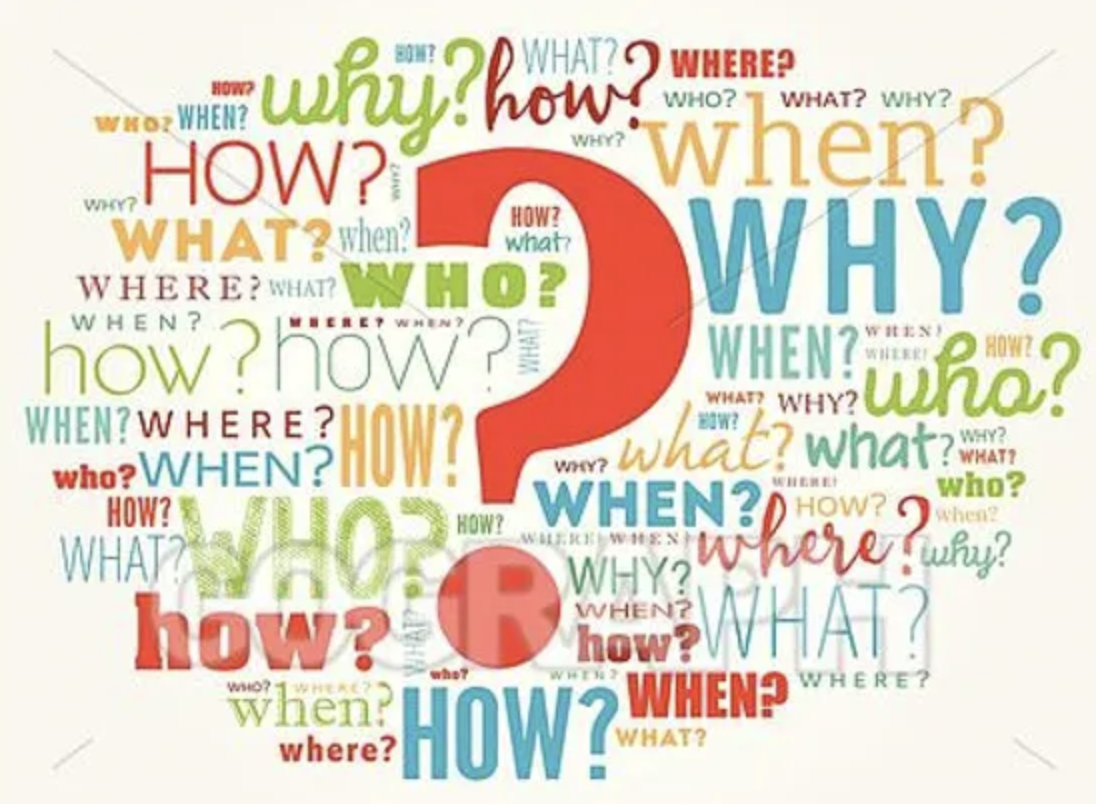 HOW? WHAT? WHERE?
HOW? why? how? WHO? WHAT? WHY?
WHO? WHEN? WHY? when?
HOW? WHY?
WHY? HOW?
WHAT? when? what? WHY?
WHERE? WHAT? WHO?
WHEN? WHERE? WHEN?
how? how? WHAT? WHEN? WHEN? HOW?
WHERE? who?
WHAT? WHY?
WHEN? WHERE? HOW? HOW? what? what? WHY?
who? WHEN? WHY? WHAT?
WHERE? who?
HOW? WHO? HOW? WHEN? HOW? where? when?
WHAT? WHERE? WHEN? why?
WHY? WHAT?
how? WHAT? WHEN?
how?
who? WHEN? WHERE?
WHO? WHERE? WHEN?
when? HOW? WHAT?
where?
?